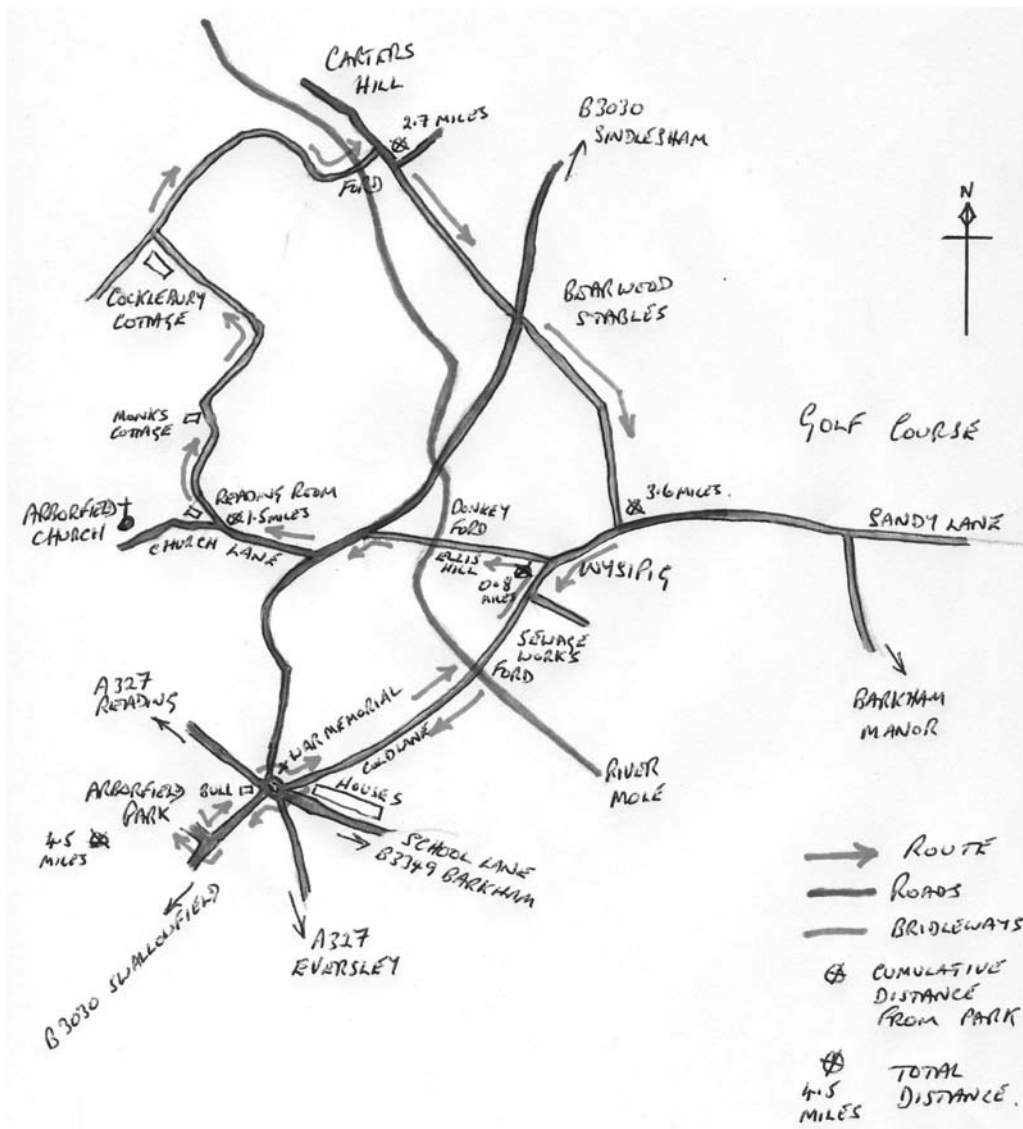 CARTERS
HILL
2.7 MILES
B3030
SINDLESHAM
FORD
N
COCKLEBURY
COTTAGE
BEARWOOD
STABLES
MONKS
COTTAGE
GOLF COURSE
READING ROOM
1.5 MILES
3.6 MILES.
ARBORFIELD
CHURCH
CHURCH LANE
DONKEY
FORD
SANDY LANE
ELLIS
HILL
0.8
MILES
WYSIPIG
SEWAGE
WORKS
FORD
A327
READING
WAR MEMORIAL
COLE LANE
BARKHAM
MANOR
RIVER
MOLE
ARBORFIELD
PARK
BULL
HOUSES
4.5
MILES
SCHOOL LANE
B3349 BARKHAM
B3030 SWALLOWFIELD
A327
EVERSLEY
ROUTE
ROADS
BRIDLEWAYS
CUMULATIVE
DISTANCE
FROM PARK
4.5
MILES
TOTAL
DISTANCE.